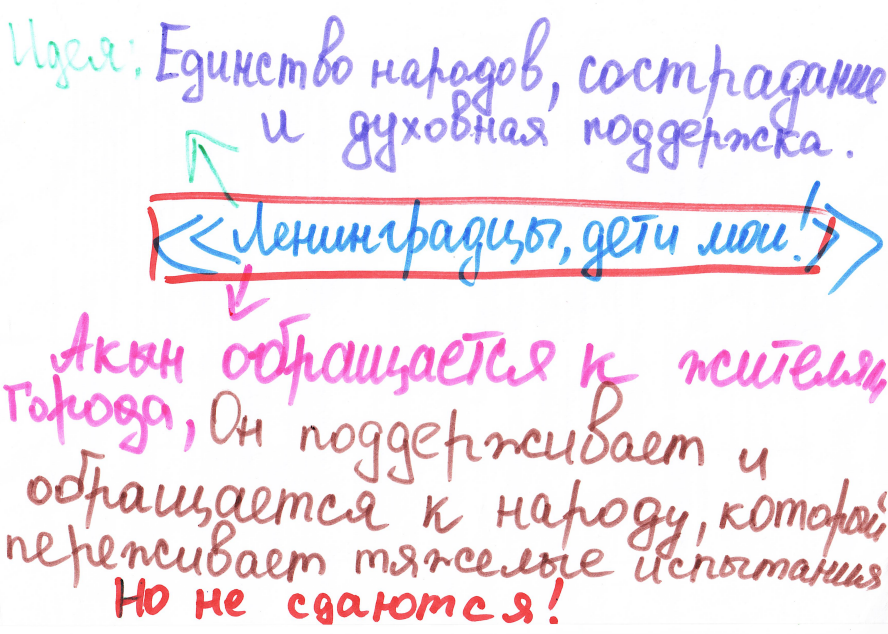 Идея: Единство народов, сострадание
и духовная поддержка.
«Ленинградцы, дети мои!»
Акын обращается к жителям
города, Он поддерживает и
обращается к народу, которой
переживает тяжелые испытания
Но не сдаются!